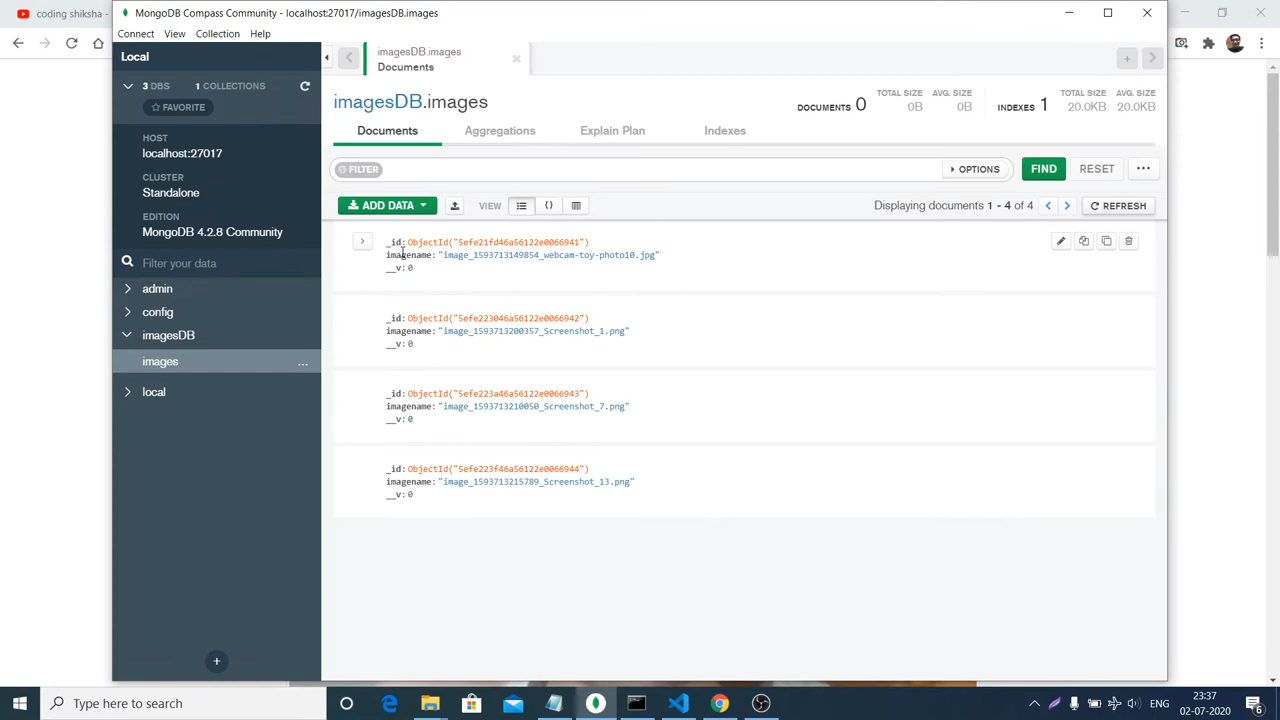 coding shiksha -
MongoDB Compass Community - localhost:27017/imagesDB.images
Connect View Collection Help
Local
3 DBS 1 COLLECTIONS
FAVORITE
HOST
localhost:27017
CLUSTER
Standalone
EDITION
MongoDB 4.2.8 Community
Filter your data
admin
config
imagesDB
images ...
local
+
imagesDB.images
Documents
+
imagesDB.images
DOCUMENTS 0
TOTAL SIZE
0B
AVG. SIZE
0B
INDEXES 1
TOTAL SIZE
20.0KB
AVG. SIZE
20.0KB
Documents Aggregations Explain Plan Indexes
FILTER OPTIONS FIND RESET ...
ADD DATA VIEW {} Displaying documents 1 - 4 of 4 REFRESH
_id: ObjectId("5efe21fd46a56122e0066941")
imagename: "image_1593713149854_webcam-toy-photo10.jpg"
__v: 0
_id: ObjectId("5efe223046a56122e0066942")
imagename: "image_1593713200357_Screenshot_1.png"
__v: 0
_id: ObjectId("5efe223a46a56122e0066943")
imagename: "image_1593713210050_Screenshot_7.png"
__v: 0
_id: ObjectId("5efe223f46a56122e0066944")
imagename: "image_1593713215789_Screenshot_13.png"
__v: 0
Type here to search
ENG
23:37
02-07-2020
6